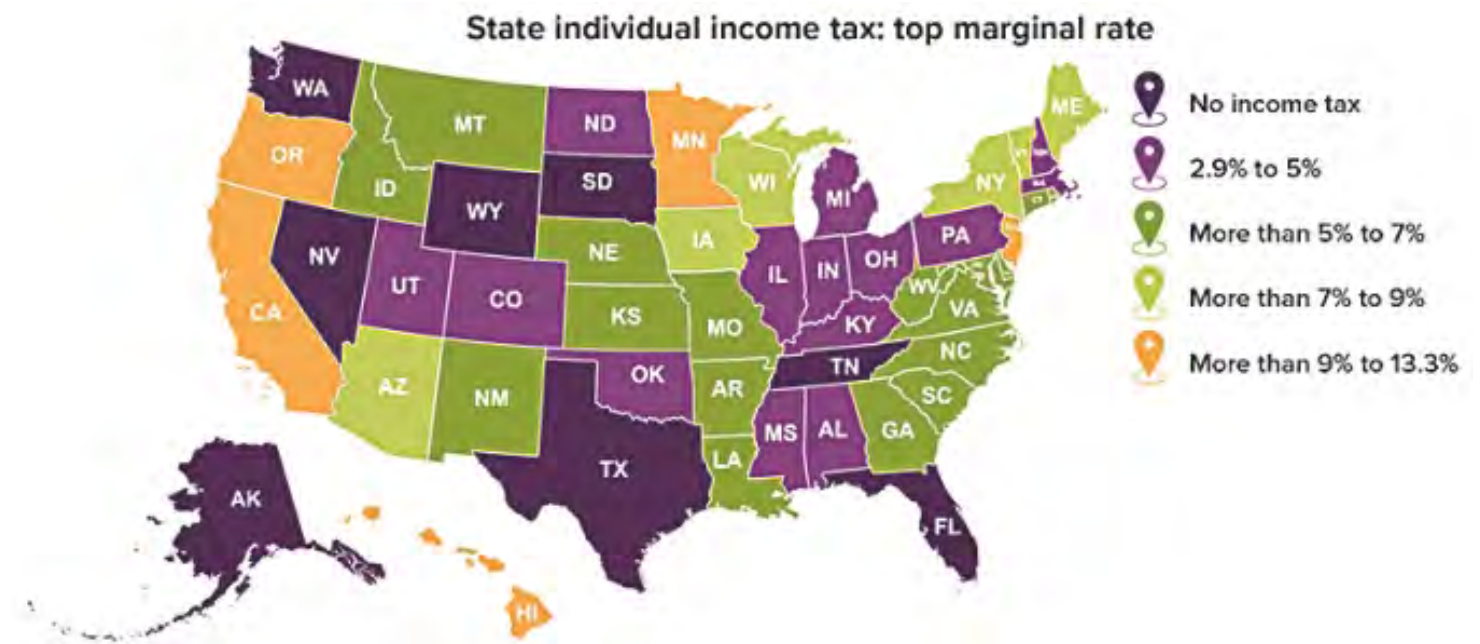 State individual income tax: top marginal rate
No income tax
2.9% to 5%
More than 5% to 7%
More than 7% to 9%
More than 9% to 13.3%
WA
MT
ND
MN
ME
OR
ID
SD
WI
NY
WY
MI
NV
NE
IA
PA
UT
CO
IL
IN
OH
WV
VA
CA
KS
MO
KY
NC
AZ
NM
OK
AR
TN
SC
MS
AL
GA
TX
LA
AK
FL
HI